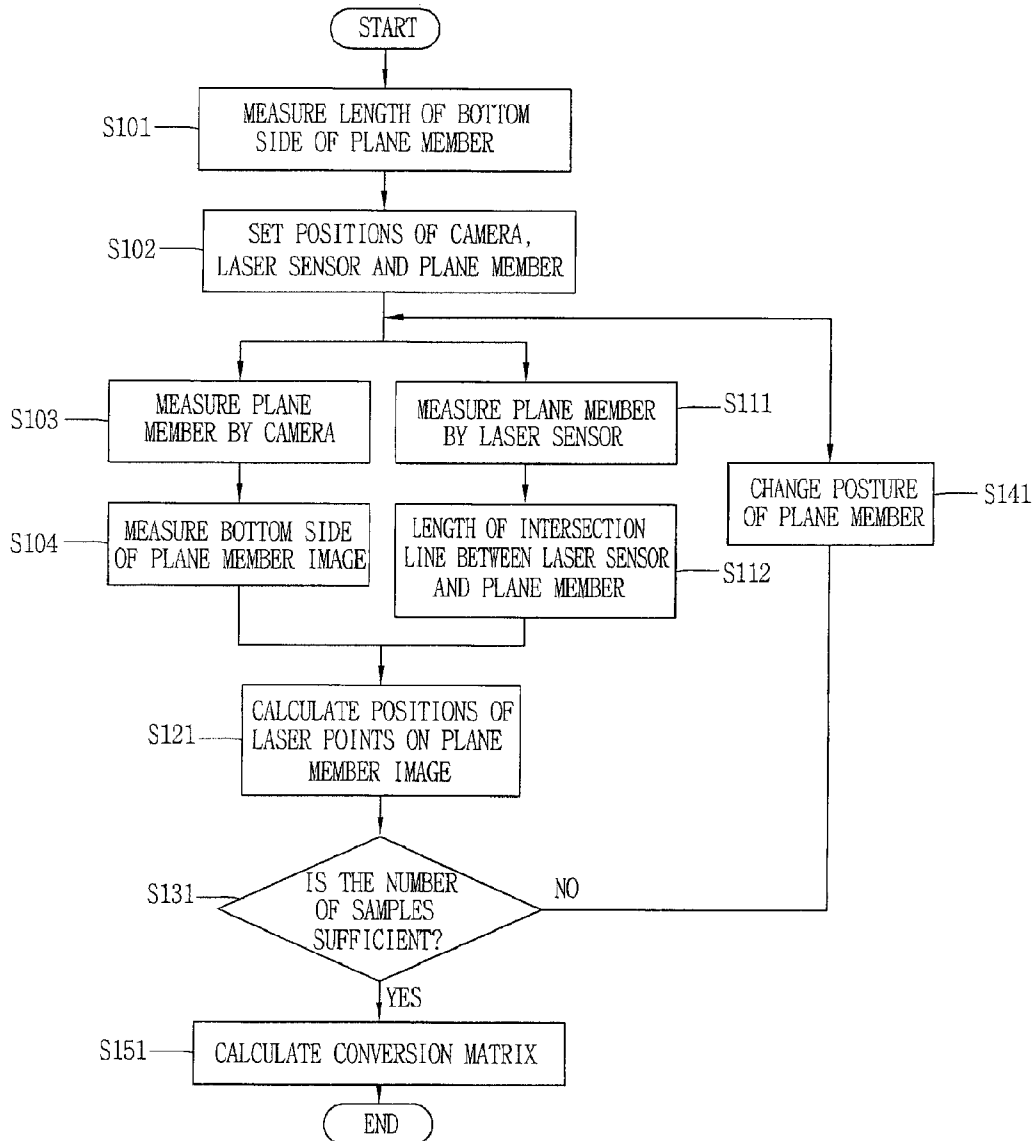 START
S101
MEASURE LENGTH OF BOTTOM
SIDE OF PLANE MEMBER
S102
SET POSITIONS OF CAMERA,
LASER SENSOR AND PLANE MEMBER
S103
MEASURE PLANE
MEMBER BY CAMERA
MEASURE PLANE MEMBER
BY LASER SENSOR
S111
S104
MEASURE BOTTOM SIDE
OF PLANE MEMBER IMAGE
LENGTH OF INTERSECTION
LINE BETWEEN LASER SENSOR
AND PLANE MEMBER
S112
CHANGE POSTURE
OF PLANE MEMBER
S141
S121
CALCULATE POSITIONS OF
LASER POINTS ON PLANE
MEMBER IMAGE
S131
IS THE NUMBER
OF SAMPLES
SUFFICIENT?
NO
YES
S151
CALCULATE CONVERSION MATRIX
END